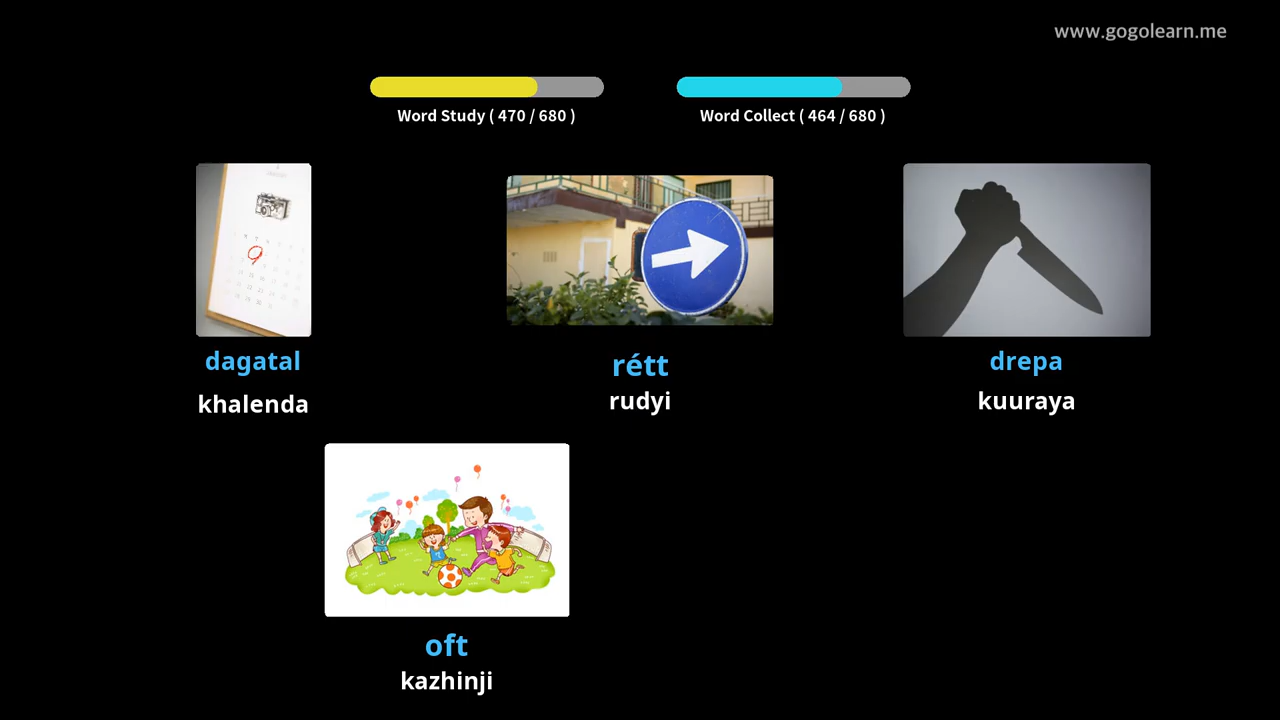 www.gogolearn.me
Word Study ( 470 / 680 )
Word Collect ( 464 / 680 )
dagatal
khalenda
rétt
rudyi
drepa
kuuraya
oft
kazhinji